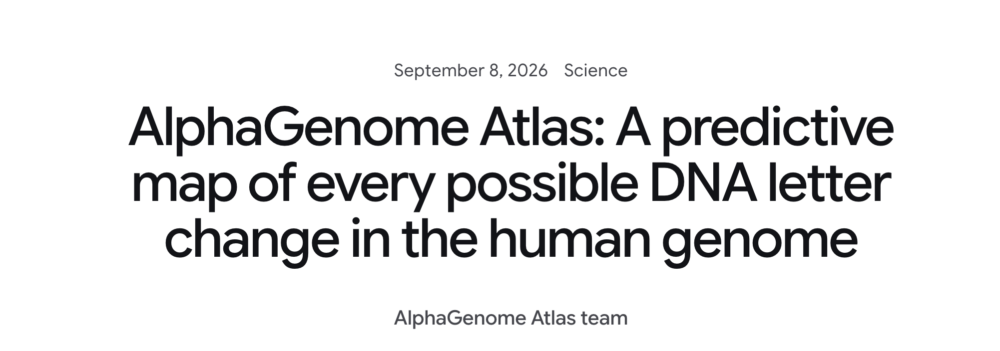 September 8, 2026 Science
AlphaGenome Atlas: A predictive
map of every possible DNA letter
change in the human genome
AlphaGenome Atlas team